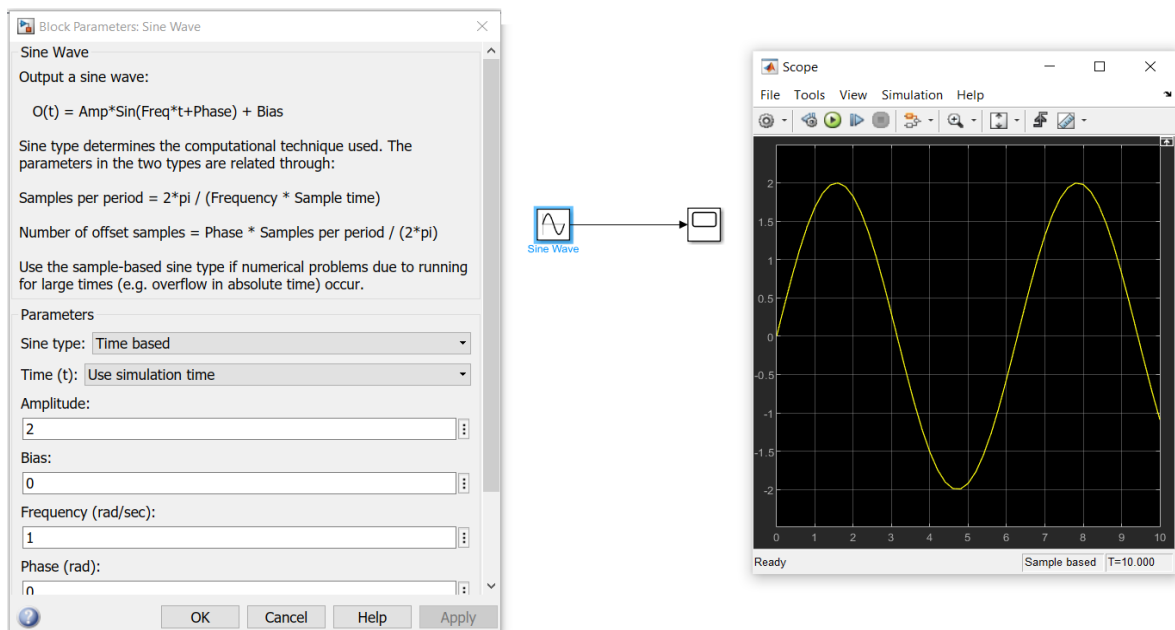 Block Parameters: Sine Wave
Sine Wave
Output a sine wave:
O(t) = Amp*Sin(Freq*t+Phase) + Bias
Sine type determines the computational technique used. The
parameters in the two types are related through:
Samples per period = 2*pi / (Frequency * Sample time)
Number of offset samples = Phase * Samples per period / (2*pi)
Use the sample-based sine type if numerical problems due to running
for large times (e.g. overflow in absolute time) occur.
Parameters
Sine type: Time based
Time (t): Use simulation time
Amplitude:
2
Bias:
0
Frequency (rad/sec):
1
Phase (rad):
0
OK Cancel Help Apply
Sine Wave
Scope
File Tools View Simulation Help
2
1.5
1
0.5
0
-0.5
-1
-1.5
-2
0 1 2 3 4 5 6 7 8 9 10
Ready Sample based T=10.000